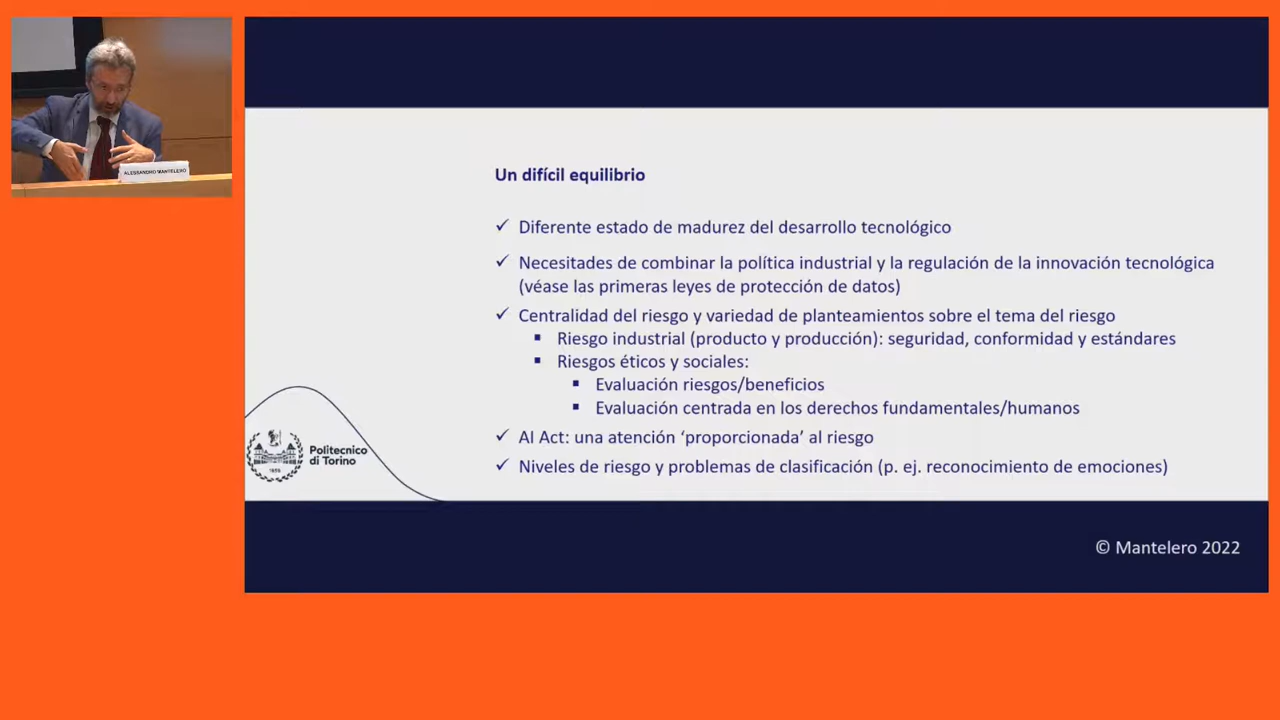 ALESSANDRO MANTELERO
Un difícil equilibrio
✓ Diferente estado de madurez del desarrollo tecnológico
✓ Necesitades de combinar la política industrial y la regulación de la innovación tecnológica
(véase las primeras leyes de protección de datos)
✓ Centralidad del riesgo y variedad de planteamientos sobre el tema del riesgo
▪ Riesgo industrial (producto y producción): seguridad, conformidad y estándares
▪ Riesgos éticos y sociales:
▪ Evaluación riesgos/beneficios
▪ Evaluación centrada en los derechos fundamentales/humanos
✓ AI Act: una atención ‘proporcionada’ al riesgo
✓ Niveles de riesgo y problemas de clasificación (p. ej. reconocimiento de emociones)
Politecnico
di Torino
© Mantelero 2022